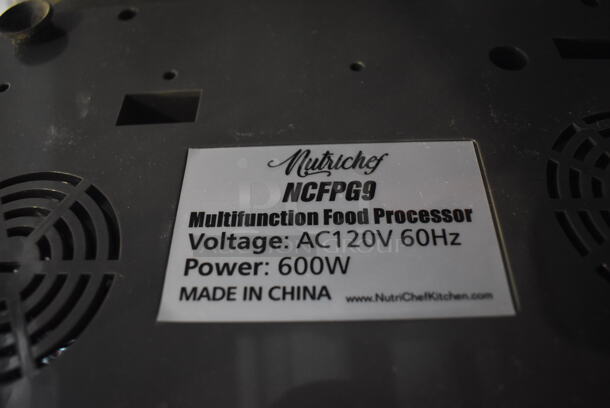 Nutrichef
NCFPG9
Multifunction Food Processor
Voltage: AC120V 60Hz
Power: 600W
MADE IN CHINA www.NutriChefKitchen.com